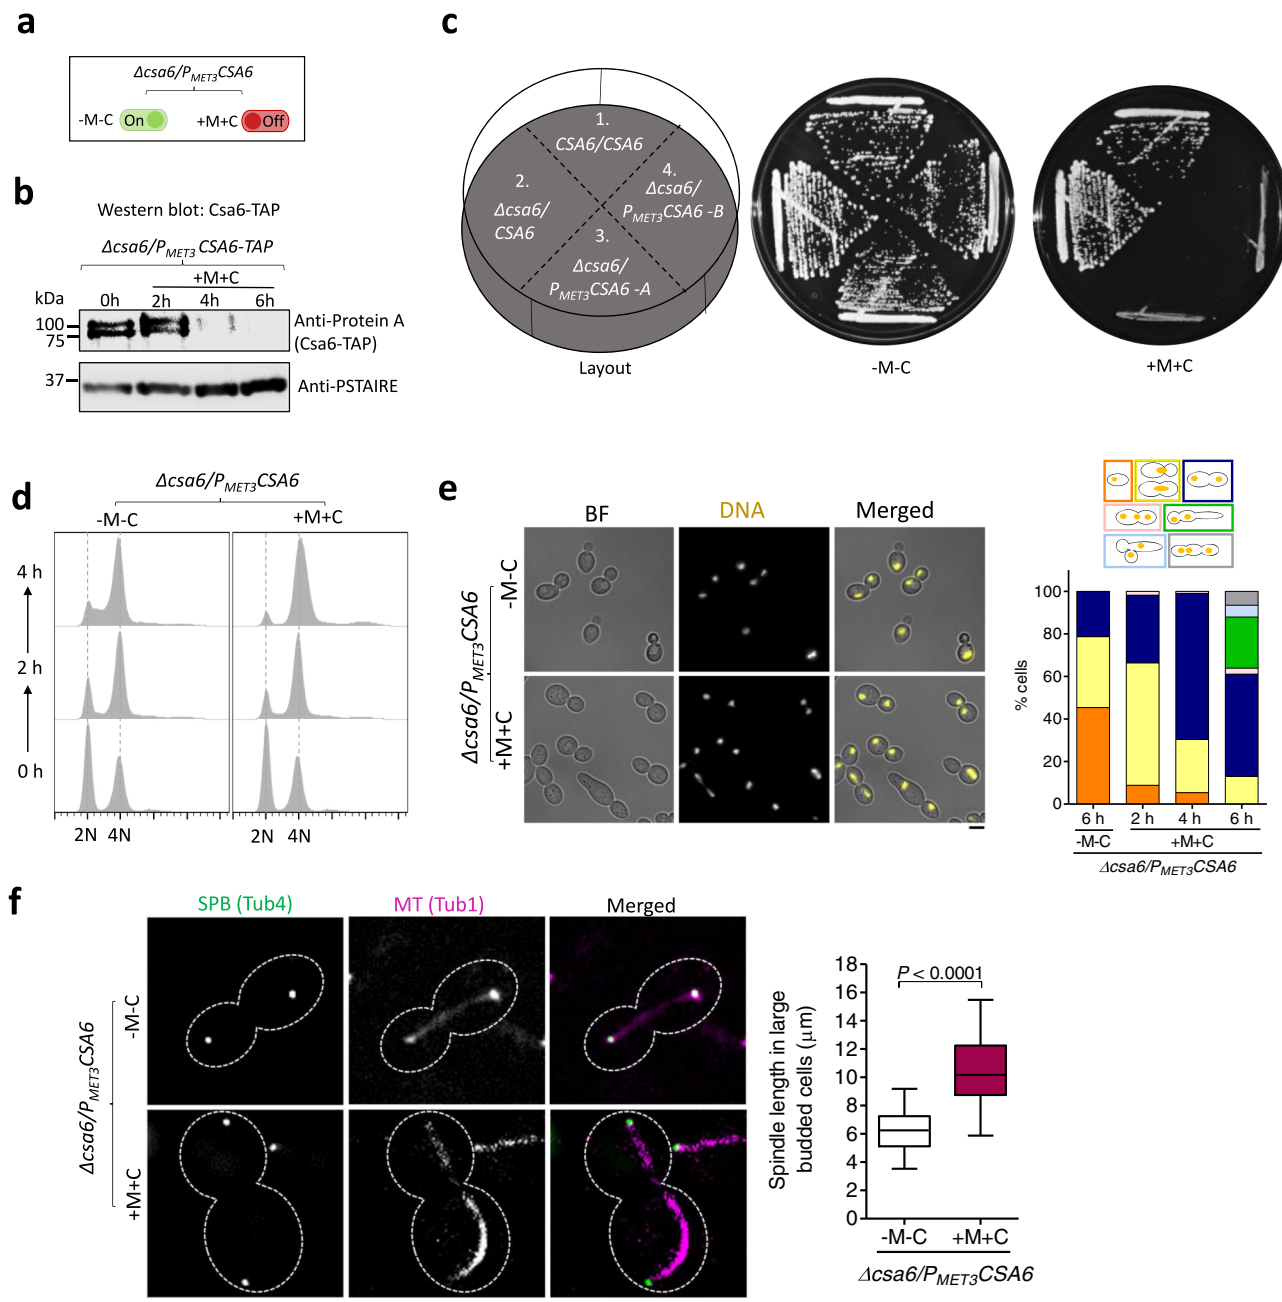 a
Δcsa6/PMET3CSA6
-M-C On +M+C Off
b
Western blot: Csa6-TAP
Δcsa6/PMET3 CSA6-TAP
+M+C
kDa 0h 2h 4h 6h
100
75
Anti-Protein A
(Csa6-TAP)
37
Anti-PSTAIRE
c
1.
CSA6/CSA6
2.
Δcsa6/
CSA6
3.
Δcsa6/
PMET3CSA6 -A
4.
Δcsa6/
PMET3CSA6 -B
Layout
-M-C
+M+C
d
Δcsa6/PMET3CSA6
-M-C +M+C
4 h
2 h
0 h
2N 4N 2N 4N
e
BF DNA Merged
Δcsa6/PMET3CSA6
-M-C
+M+C
% cells
100
80
60
40
20
0
6 h 2 h 4 h 6 h
-M-C +M+C
Δcsa6/PMET3CSA6
f
SPB (Tub4) MT (Tub1) Merged
Δcsa6/PMET3CSA6
-M-C
+M+C
Spindle length in large
budded cells (μm)
18
16
14
12
10
8
6
4
2
0
P < 0.0001
-M-C +M+C
Δcsa6/PMET3CSA6